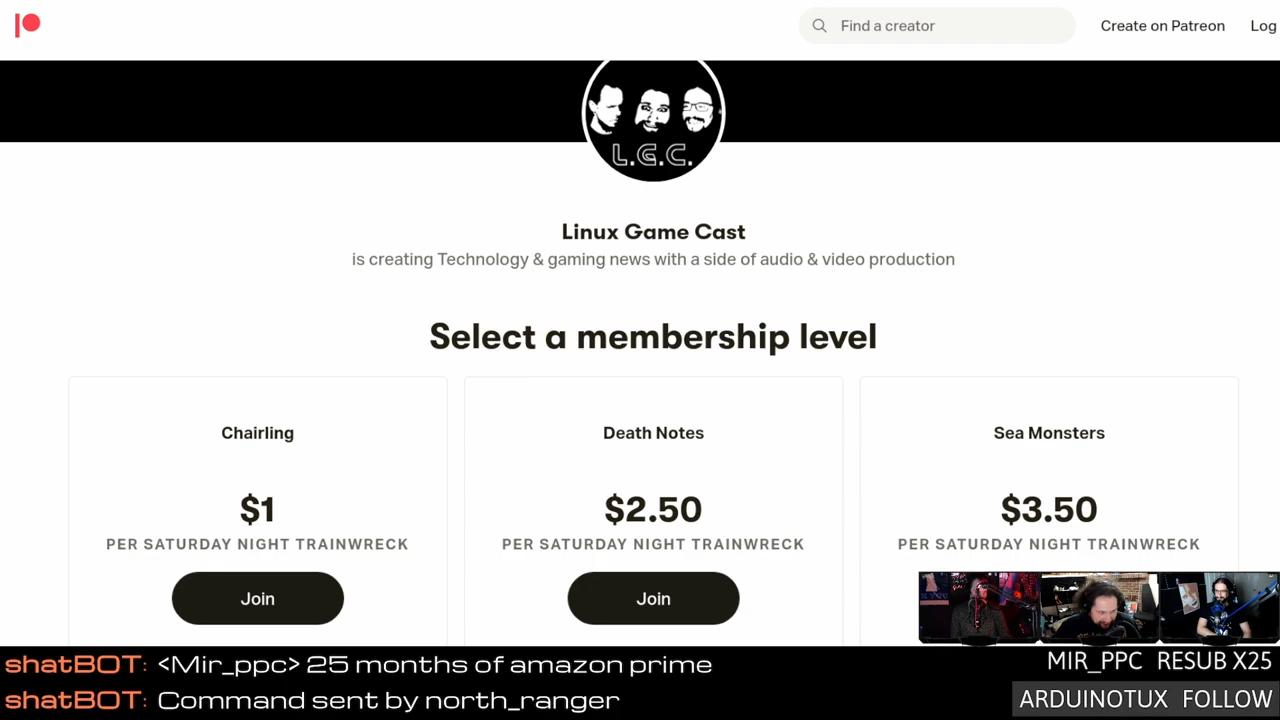 Find a creator
Create on Patreon
Log
L.G.C.
Linux Game Cast
is creating Technology & gaming news with a side of audio & video production
Select a membership level
Chairling
Death Notes
Sea Monsters
$1
$2.50
$3.50
PER SATURDAY NIGHT TRAINWRECK
PER SATURDAY NIGHT TRAINWRECK
PER SATURDAY NIGHT TRAINWRECK
Join
Join
shatBOT: <Mir_ppc> 25 months of amazon prime
MIR_PPC RESUB X25
shatBOT: Command sent by north_ranger
ARDUINOTUX FOLLOW